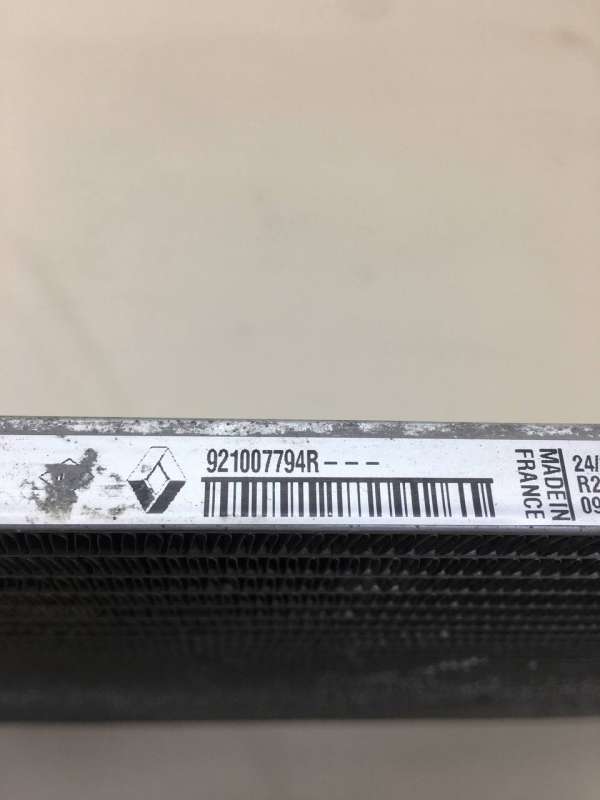 921007794R---
MADE IN
FRANCE
24/
R2
09